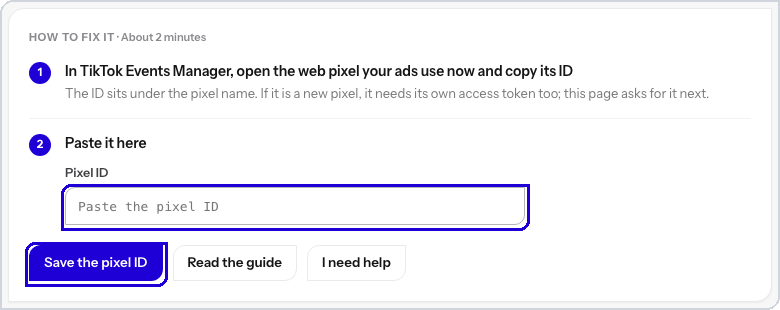 HOW TO FIX IT · About 2 minutes
1 In TikTok Events Manager, open the web pixel your ads use now and copy its ID
The ID sits under the pixel name. If it is a new pixel, it needs its own access token too; this page asks for it next.
2 Paste it here
Pixel ID
Paste the pixel ID
Save the pixel ID Read the guide I need help